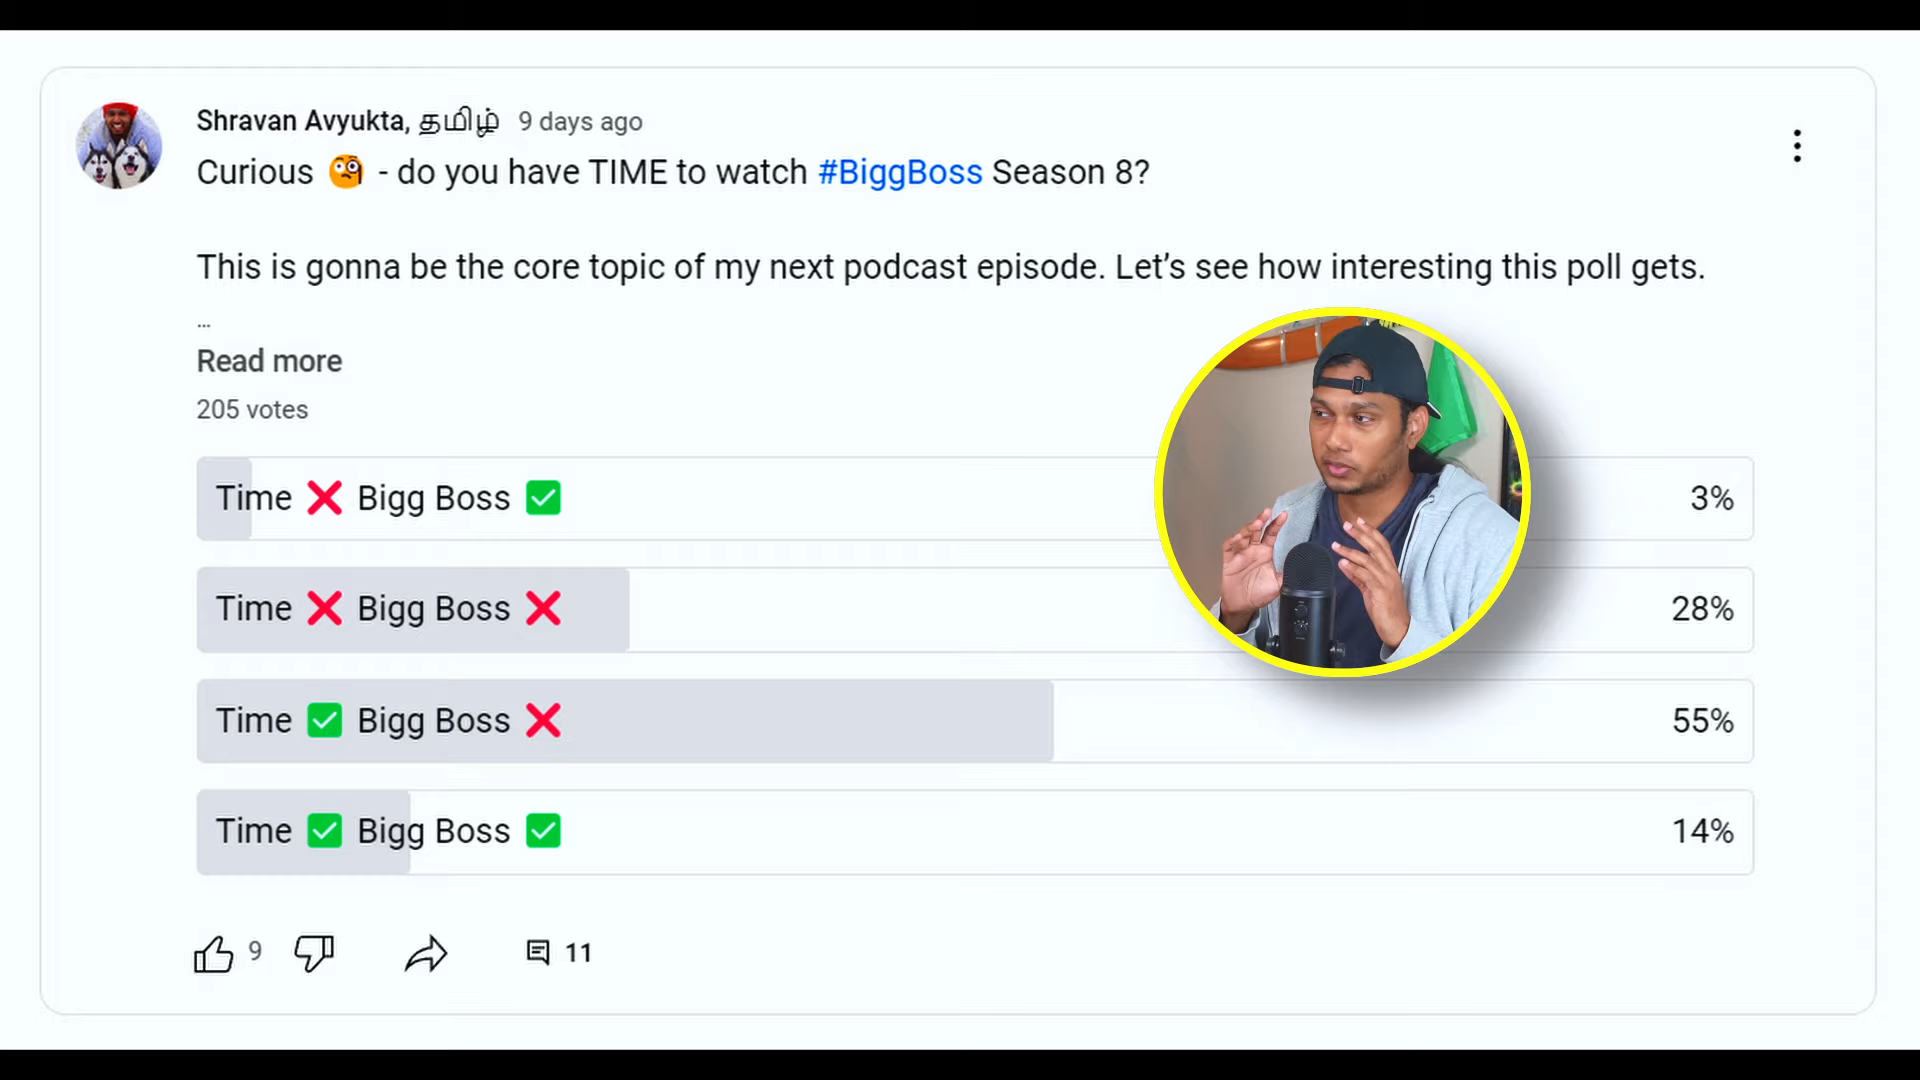 Shravan Avyukta, தமிழ் 9 days ago
Curious 🧐 - do you have TIME to watch #BiggBoss Season 8?
This is gonna be the core topic of my next podcast episode. Let’s see how interesting this poll gets.
...
Read more
205 votes
Time ❌ Bigg Boss ✅ 3%
Time ❌ Bigg Boss ❌ 28%
Time ✅ Bigg Boss ❌ 55%
Time ✅ Bigg Boss ✅ 14%
9 11